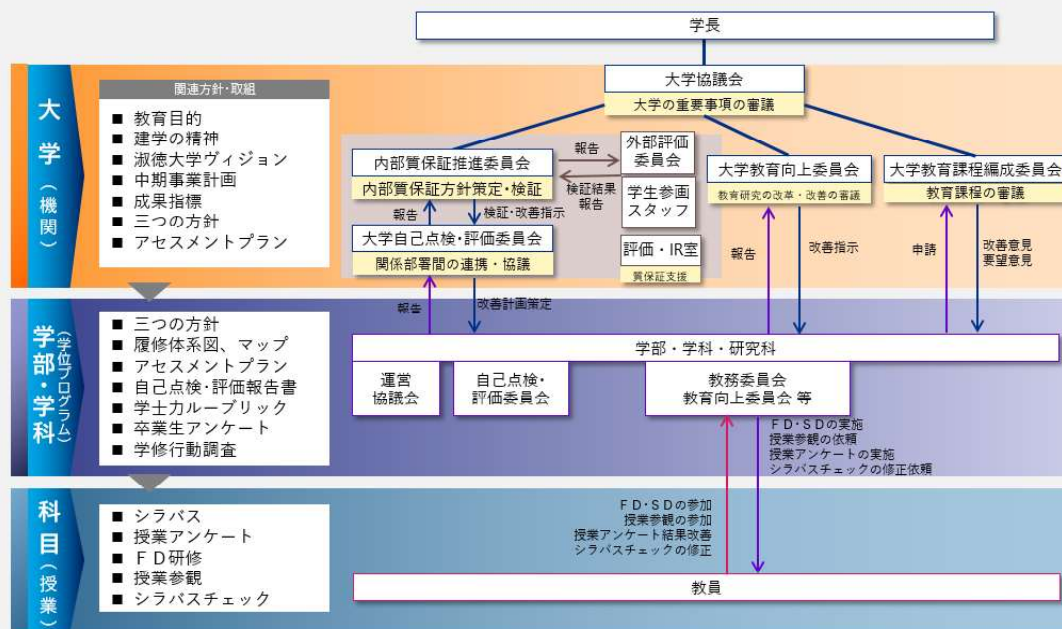 学長
大学(機関)
関連方針・取組
■ 教育目的
■ 建学の精神
■ 淑徳大学ヴィジョン
■ 中期事業計画
■ 成果指標
■ 三つの方針
■ アセスメントプラン
大学協議会
大学の重要事項の審議
内部質保証推進委員会
内部質保証方針策定・検証
報告
検証結果
報告
外部評価
委員会
学生参画
スタッフ
評価・IR室
質保証支援
報告
検証・改善指示
大学自己点検・評価委員会
関係部署間の連携・協議
大学教育向上委員会
教育研究の改革・改善の審議
大学教育課程編成委員会
教育課程の審議
報告
改善計画策定
報告
改善指示
申請
改善意見
要望意見
学部・学科(学位プログラム)
■ 三つの方針
■ 履修体系図、マップ
■ アセスメントプラン
■ 自己点検・評価報告書
■ 学士力ルーブリック
■ 卒業生アンケート
■ 学修行動調査
学部・学科・研究科
運営
協議会
自己点検・
評価委員会
教務委員会
教育向上委員会 等
ＦＤ・ＳＤの実施
授業参観の依頼
授業アンケートの実施
シラバスチェックの修正依頼
科目(授業)
■ シラバス
■ 授業アンケート
■ ＦＤ研修
■ 授業参観
■ シラバスチェック
ＦＤ・ＳＤの参加
授業参観の参加
授業アンケート結果改善
シラバスチェックの修正
教員